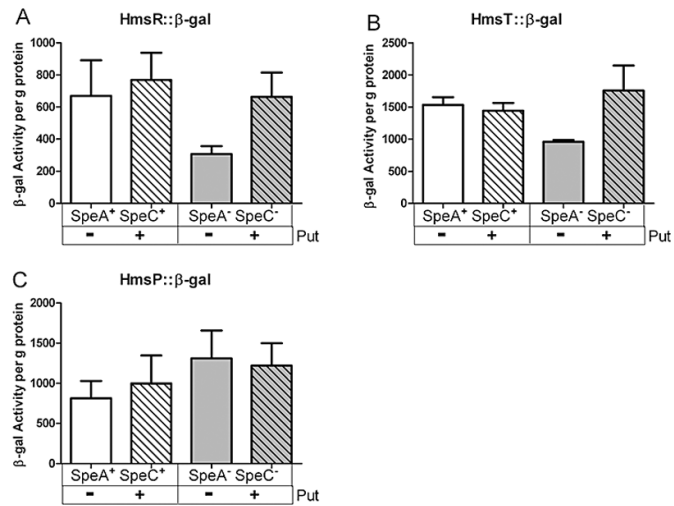 A
HmsR::β-gal
β-gal Activity per g protein
1000
800
600
400
200
0
SpeA⁺ SpeC⁺ SpeA⁻ SpeC⁻
- + - + Put
B
HmsT::β-gal
β-gal Activity per g protein
2500
2000
1500
1000
500
0
SpeA⁺ SpeC⁺ SpeA⁻ SpeC⁻
- + - + Put
C
HmsP::β-gal
β-gal Activity per g protein
2000
1500
1000
500
0
SpeA⁺ SpeC⁺ SpeA⁻ SpeC⁻
- + - + Put